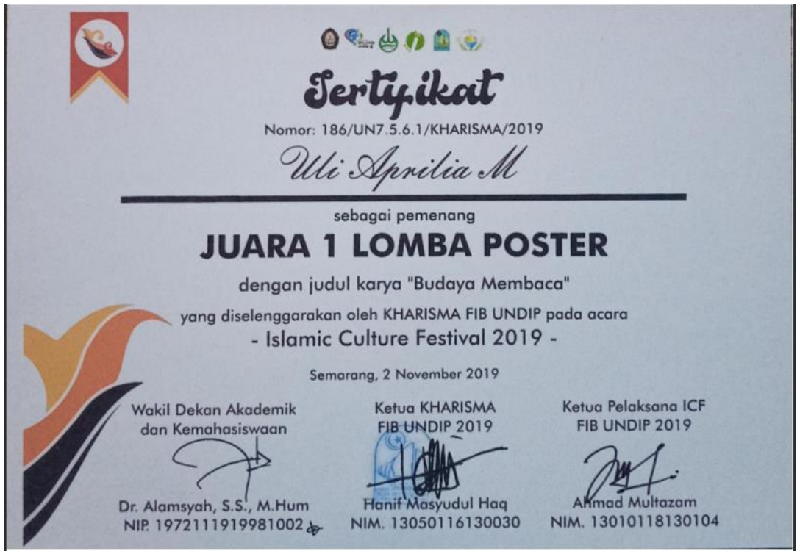 Sertifikat
Nomor: 186/UN7.5.6.1/KHARISMA/2019
Uli Aprilia M
sebagai pemenang
JUARA 1 LOMBA POSTER
dengan judul karya "Budaya Membaca"
yang diselenggarakan oleh KHARISMA FIB UNDIP pada acara
- Islamic Culture Festival 2019 -
Semarang, 2 November 2019
Wakil Dekan Akademik
dan Kemahasiswaan
Dr. Alamsyah, S.S., M.Hum
NIP. 1972111919981002
Ketua KHARISMA
FIB UNDIP 2019
Hanif Masyudul Haq
NIM. 13050116130030
Ketua Pelaksana ICF
FIB UNDIP 2019
Ahmad Multazam
NIM. 13010118130104